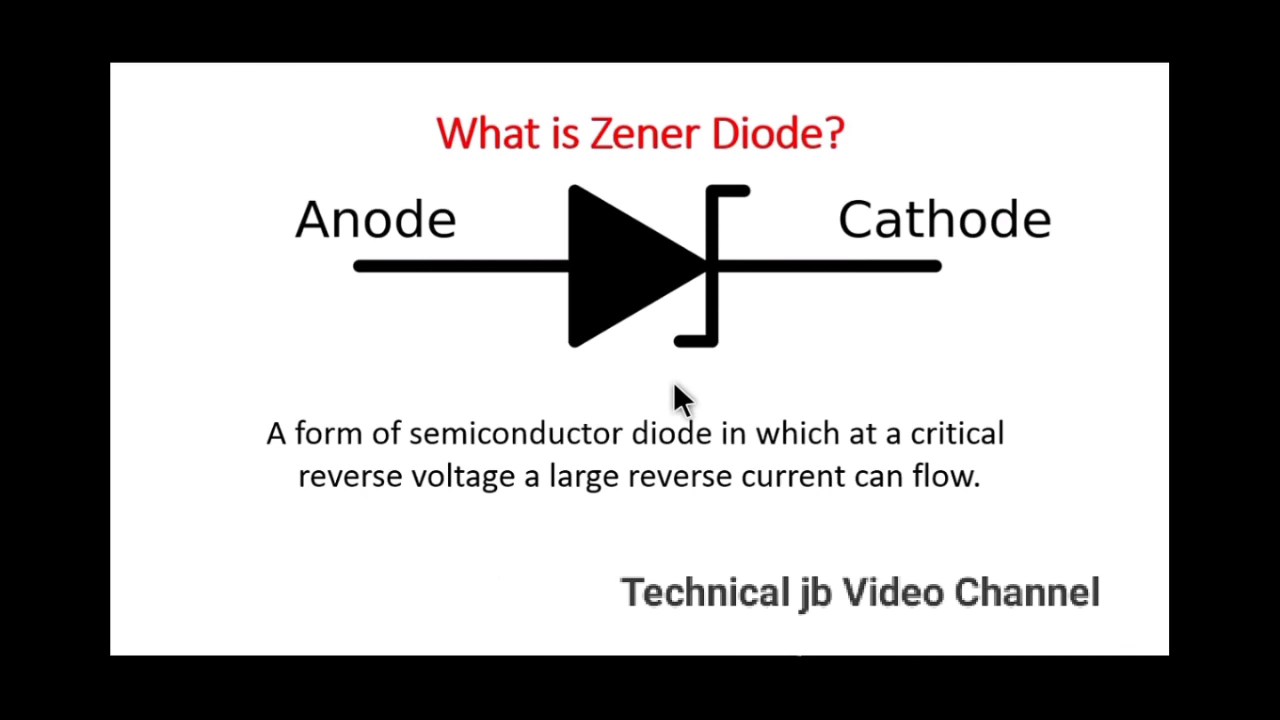 What is Zener Diode?
Anode
Cathode
A form of semiconductor diode in which at a critical
reverse voltage a large reverse current can flow.
Technical jb Video Channel